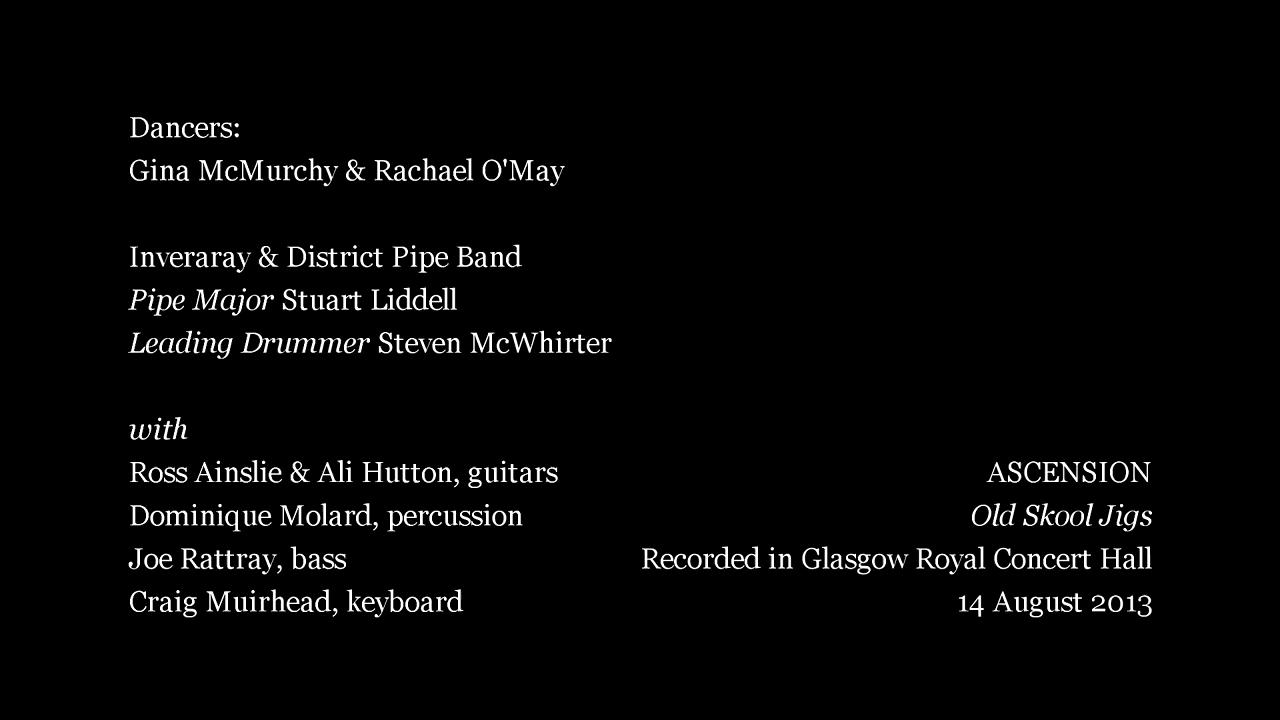 Dancers:
Gina McMurchy & Rachael O'May
Inveraray & District Pipe Band
Pipe Major Stuart Liddell
Leading Drummer Steven McWhirter
with
Ross Ainslie & Ali Hutton, guitars
Dominique Molard, percussion
Joe Rattray, bass
Craig Muirhead, keyboard
ASCENSION
Old Skool Jigs
Recorded in Glasgow Royal Concert Hall
14 August 2013